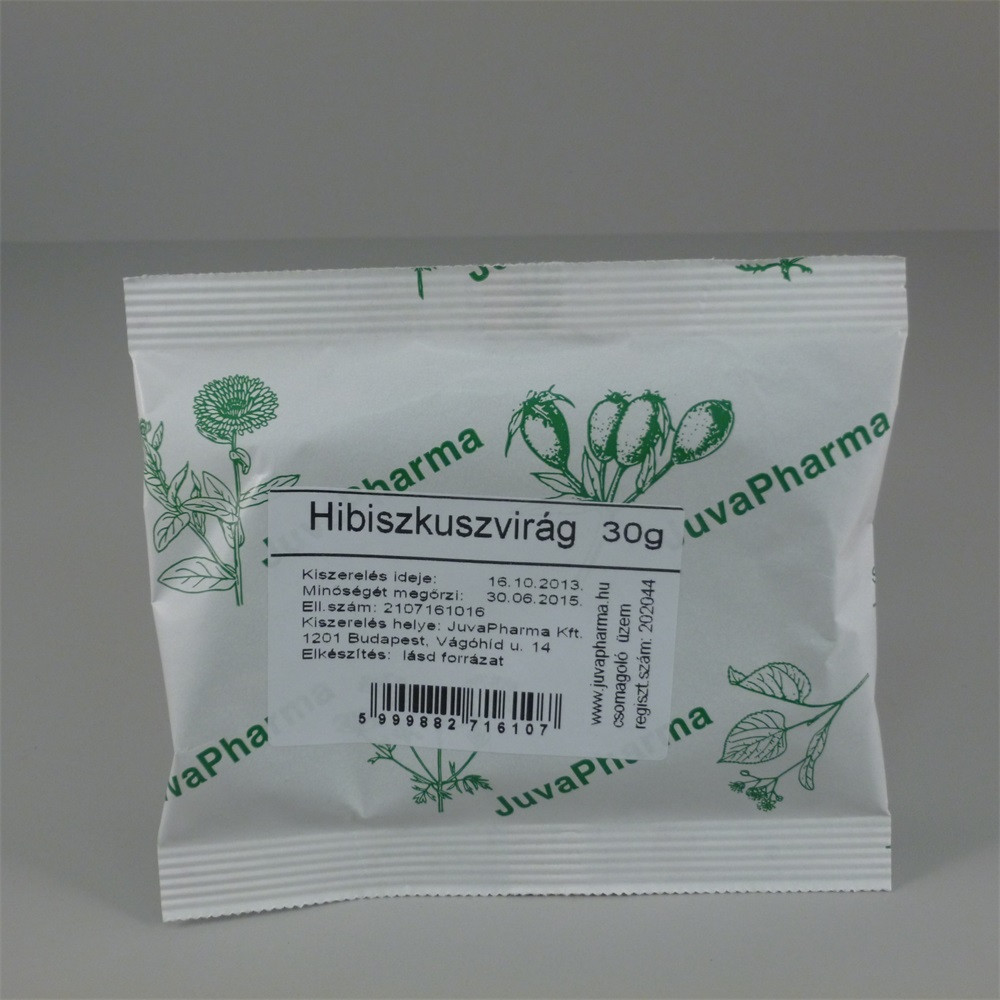 JuvaPharma
Hibiszkuszvirág 30g
Kiszerelés ideje: 16.10.2013.
Minőségét megőrzi: 30.06.2015.
Ell.szám: 2107161016
Kiszerelés helye: JuvaPharma Kft.
1201 Budapest, Vágóhíd u. 14
Elkészítés: lásd forrázat
5 999882 716107
www.juvapharma.hu
csomagoló üzem
regiszt.szám: 202044
JuvaPharma
JuvaPharma
JuvaPharma